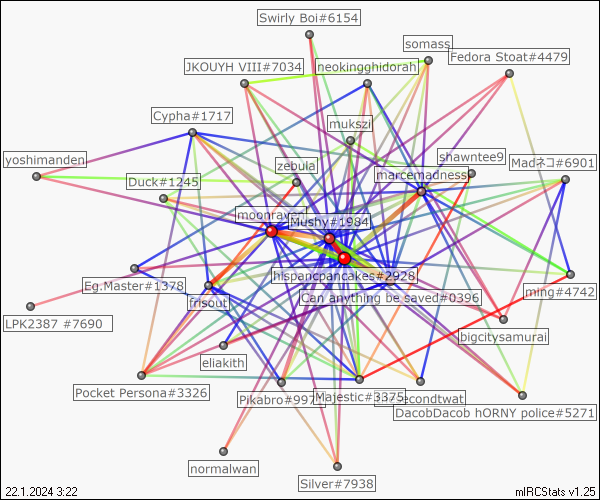 Swirly Boi#6154
somass
Fedora Stoat#4479
JKOUYH VIII#7034
neokingghidorah
Cypha#1717
mukszi
yoshimanden
zebula
shawntee9
Madネコ#6901
Duck#1245
marcemadness
moonraven
Mushy#1984
hispancpancakes#2928
Eg.Master#1378
frisout
Can anything be saved#0396
ming#4742
LPK2387 #7690
bigcitysamurai
eliakith
Pocket Persona#3326
Pikabro#997
Majestic#3375
secondtwat
DacobDacob hORNY police#5271
normalwan
Silver#7938
22.1.2024 3:22
mIRCStats v1.25